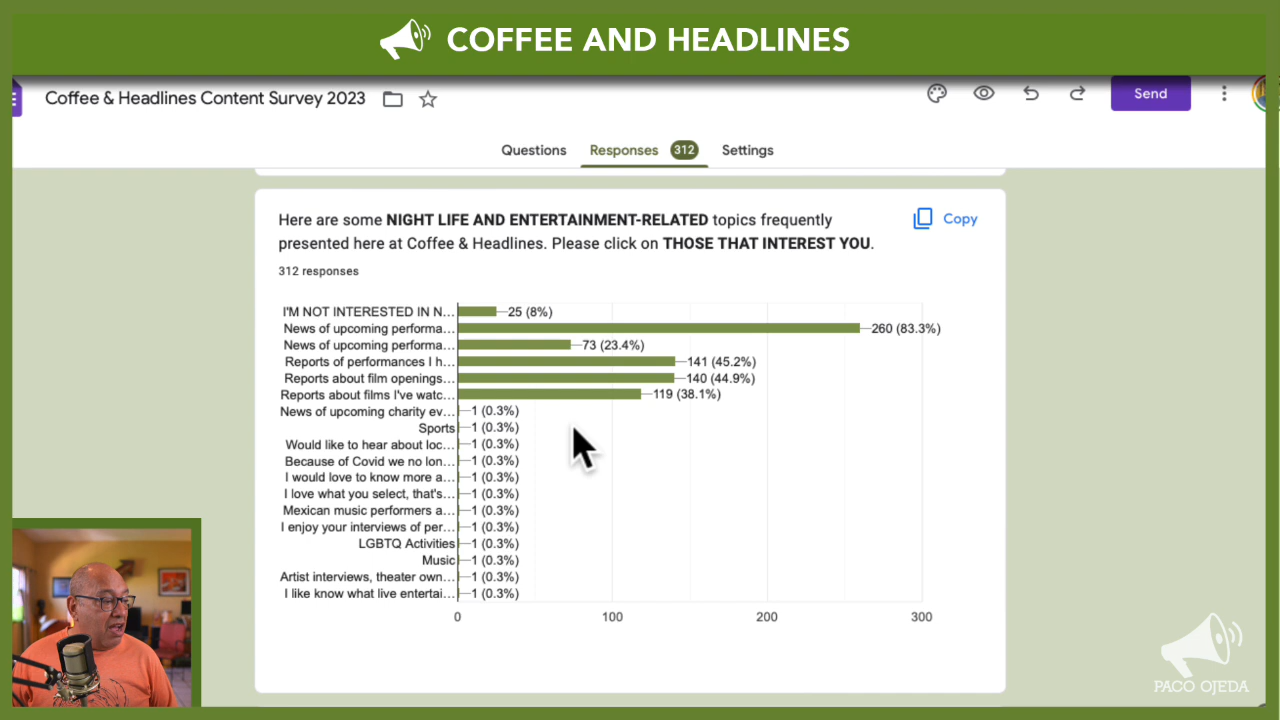 COFFEE AND HEADLINES
Coffee & Headlines Content Survey 2023
Send
Questions
Responses 312
Settings
Here are some NIGHT LIFE AND ENTERTAINMENT-RELATED topics frequently
presented here at Coffee & Headlines. Please click on THOSE THAT INTEREST YOU.
Copy
312 responses
I'M NOT INTERESTED IN N... 25 (8%)
News of upcoming performa... 260 (83.3%)
News of upcoming performa... 73 (23.4%)
Reports of performances I h... 141 (45.2%)
Reports about film openings... 140 (44.9%)
Reports about films I've watc... 119 (38.1%)
News of upcoming charity ev... 1 (0.3%)
Sports 1 (0.3%)
Would like to hear about loc... 1 (0.3%)
Because of Covid we no lon... 1 (0.3%)
I would love to know more a... 1 (0.3%)
I love what you select, that's... 1 (0.3%)
Mexican music performers a... 1 (0.3%)
I enjoy your interviews of per... 1 (0.3%)
LGBTQ Activities 1 (0.3%)
Music 1 (0.3%)
Artist interviews, theater own... 1 (0.3%)
I like know what live entertai... 1 (0.3%)
0 100 200 300
PACO OJEDA